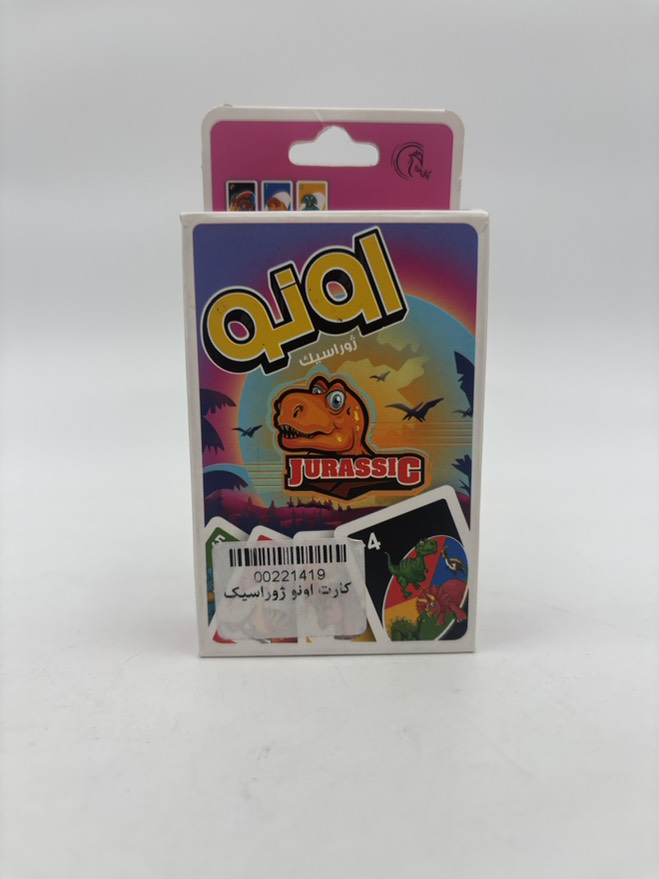 اونو
ژوراسیک
JURASSIC
+4
00221419
کارت اونو ژوراسیک